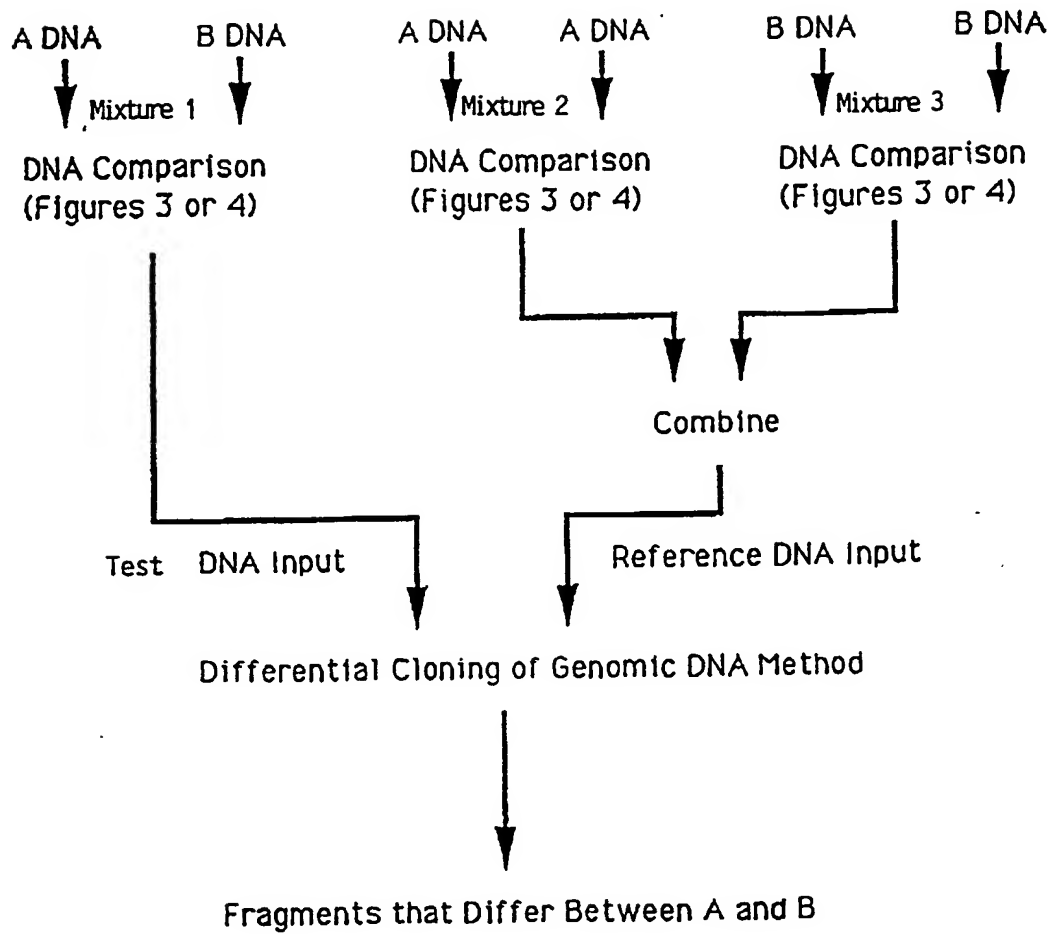 A DNA B DNA A DNA A DNA B DNA B DNA
Mixture 1 Mixture 2 Mixture 3
DNA Comparison
(Figures 3 or 4)
DNA Comparison
(Figures 3 or 4)
DNA Comparison
(Figures 3 or 4)
Combine
Test DNA Input
Reference DNA Input
Differential Cloning of Genomic DNA Method
Fragments that Differ Between A and B